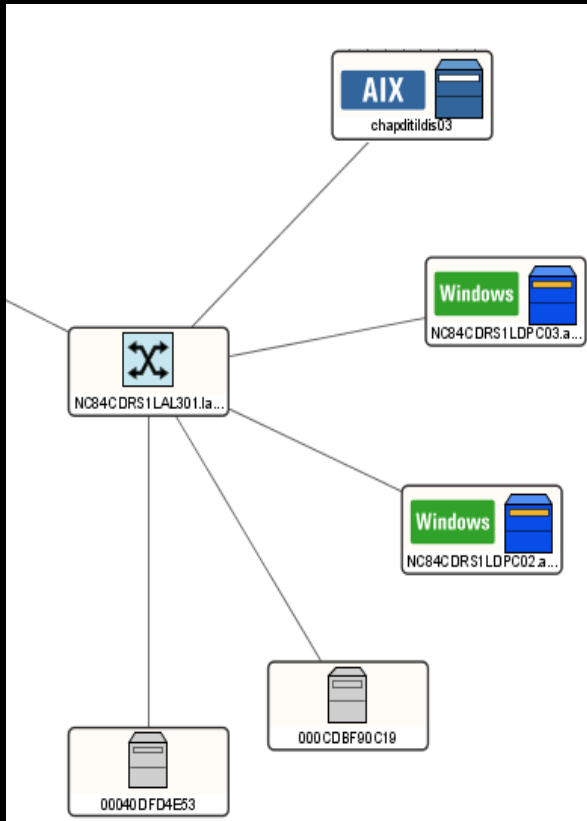 AIX
chapditildis03
Windows
NC84CDRS1LDPC03.a...
NC84CDRS1LAL301.la...
Windows
NC84CDRS1LDPC02.a...
000CDBF90C19
00040DFD4E53